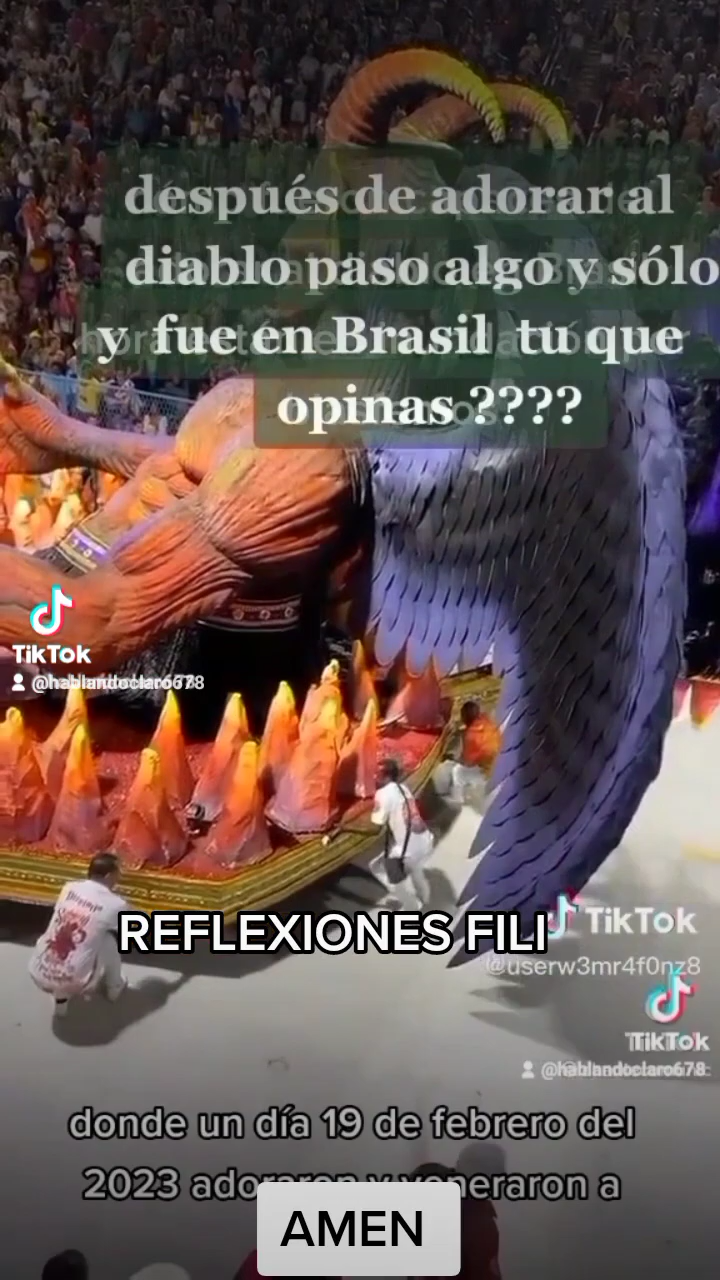 después de adorar al
diablo paso algo y sólo
y fue en Brasil tu que
opinas ????
TikTok
@hablandoclaro678
REFLEXIONES FILI
TikTok
@userw3mr4f0nz8
TikTok
@hablandoclaro678
donde un día 19 de febrero del
2023 adoraron y veneraron a
AMEN